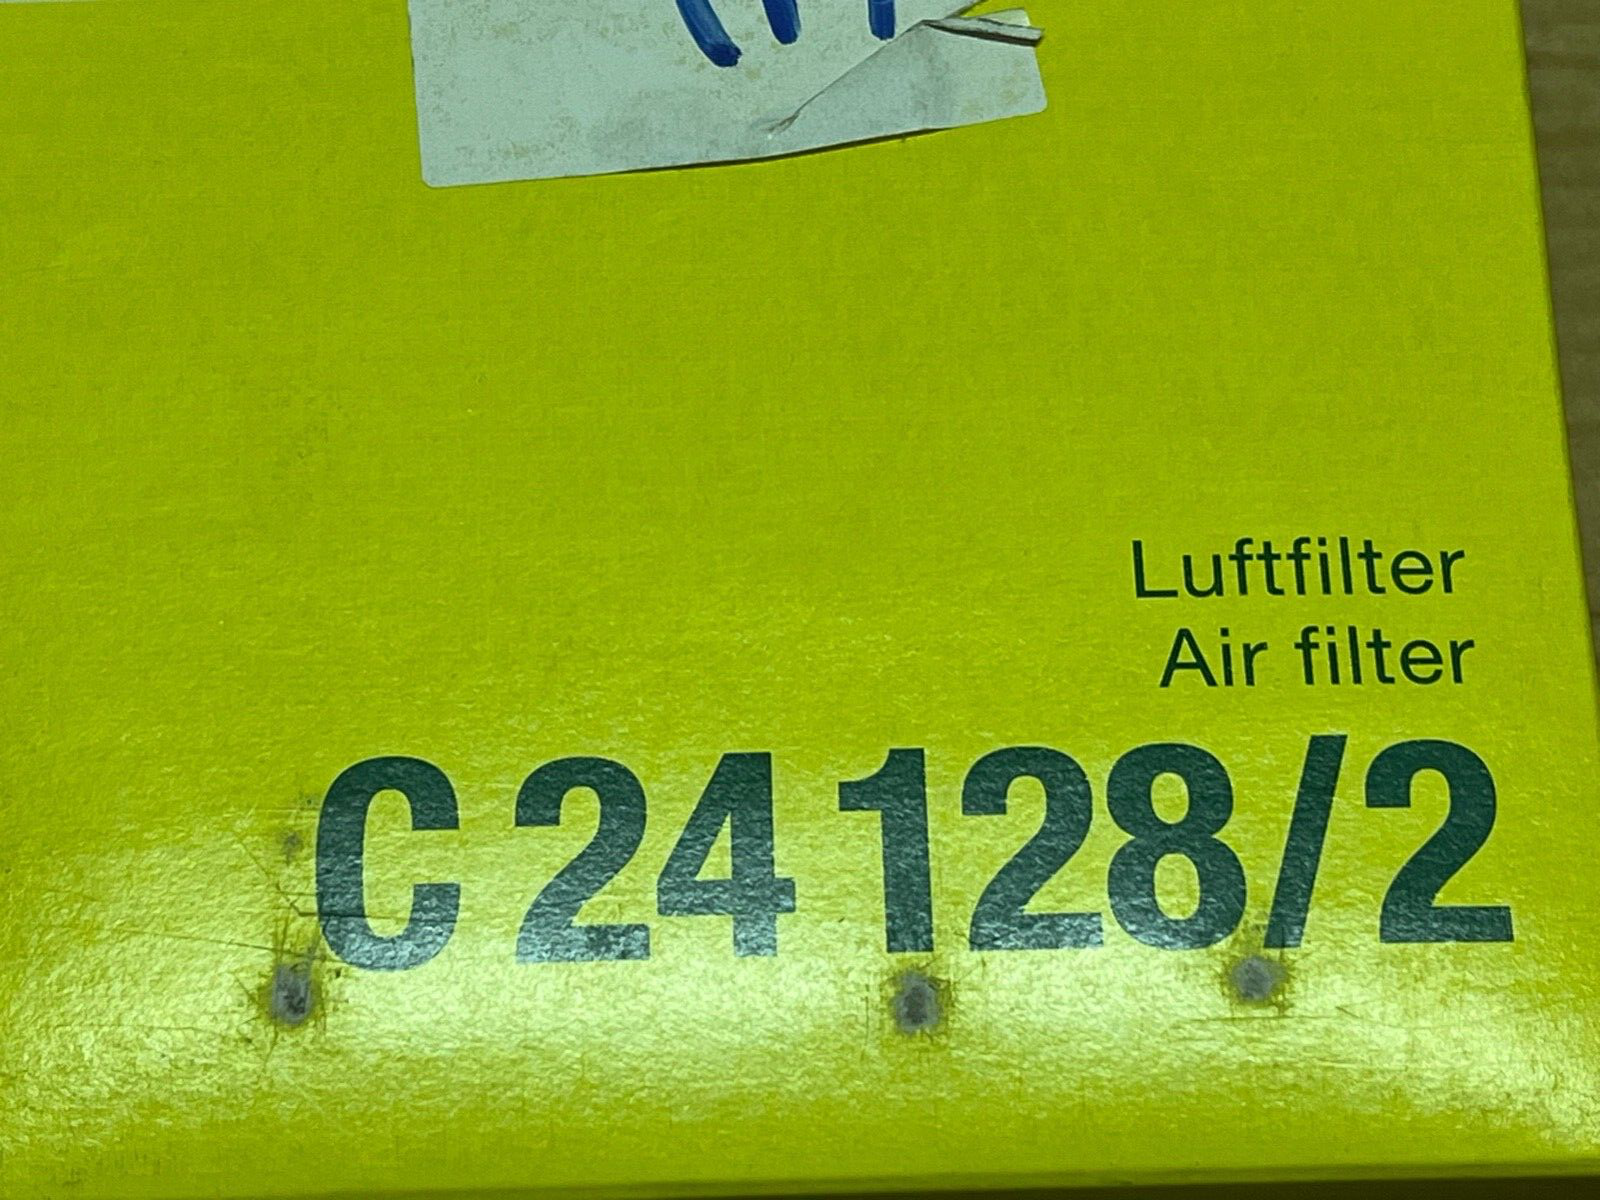 Luftfilter
Air filter
C 24 128/2